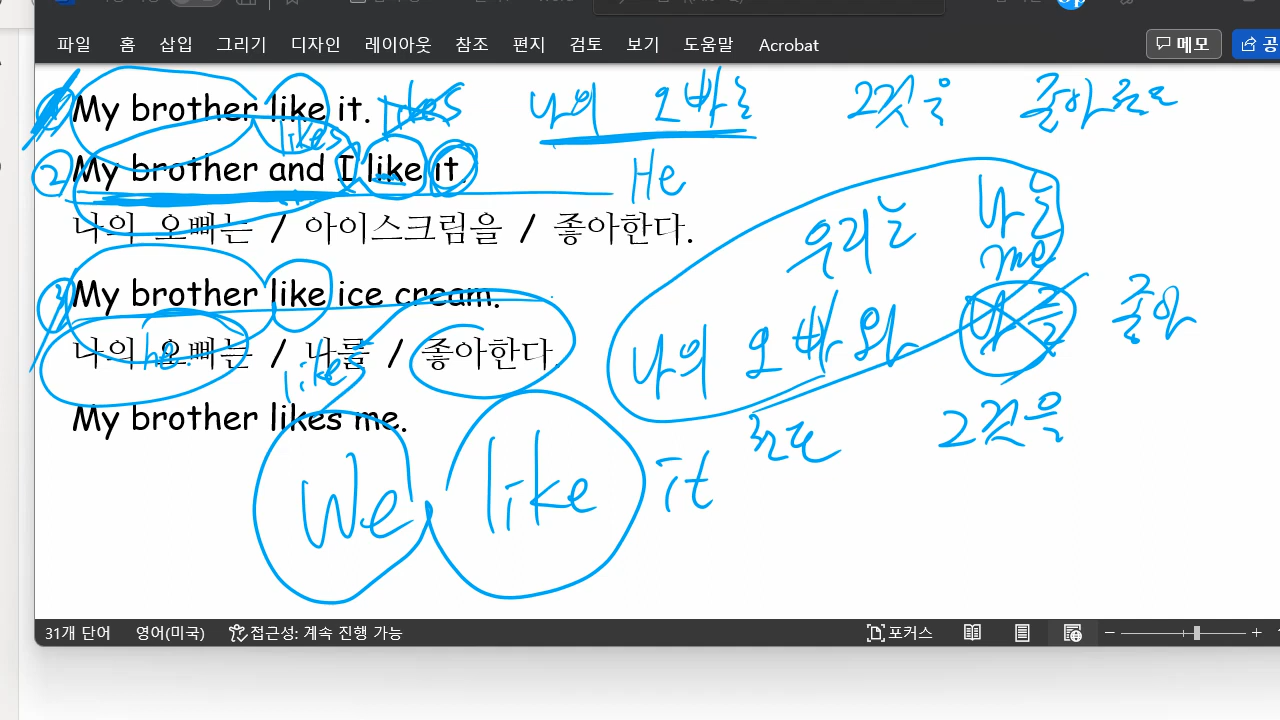 파일 홈 삽입 그리기 디자인 레이아웃 참조 편지 검토 보기 도움말 Acrobat 메모 공
My brother like it. likes 나의 오빠는 그것을 좋아
likes
② My brother and I like it. He
나의 오빠는 / 아이스크림을 / 좋아한다. 우리는 나는
me
③ My brother like ice cream. 좋아
나의 오빠는 / 나를 / 좋아한다. 나의 오빠와
he
likes
My brother likes me. 그것을
We like it
31개 단어 영어(미국) 접근성: 계속 진행 가능 포커스